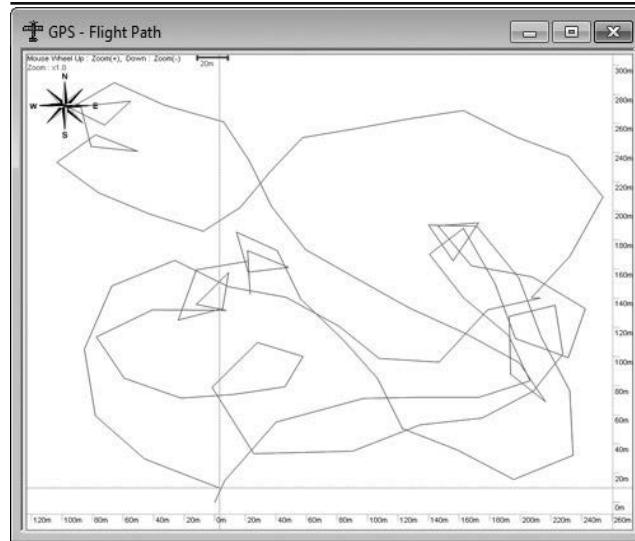 GPS - Flight Path
Mouse Wheel Up : Zoom(+), Down : Zoom(-)
Zoom : x1.0
20m
N
W E
S
300m
280m
260m
240m
220m
200m
180m
160m
140m
120m
100m
80m
60m
40m
20m
0m
120m 100m 80m 60m 40m 20m 0m 20m 40m 60m 80m 100m 120m 140m 160m 180m 200m 220m 240m 260m